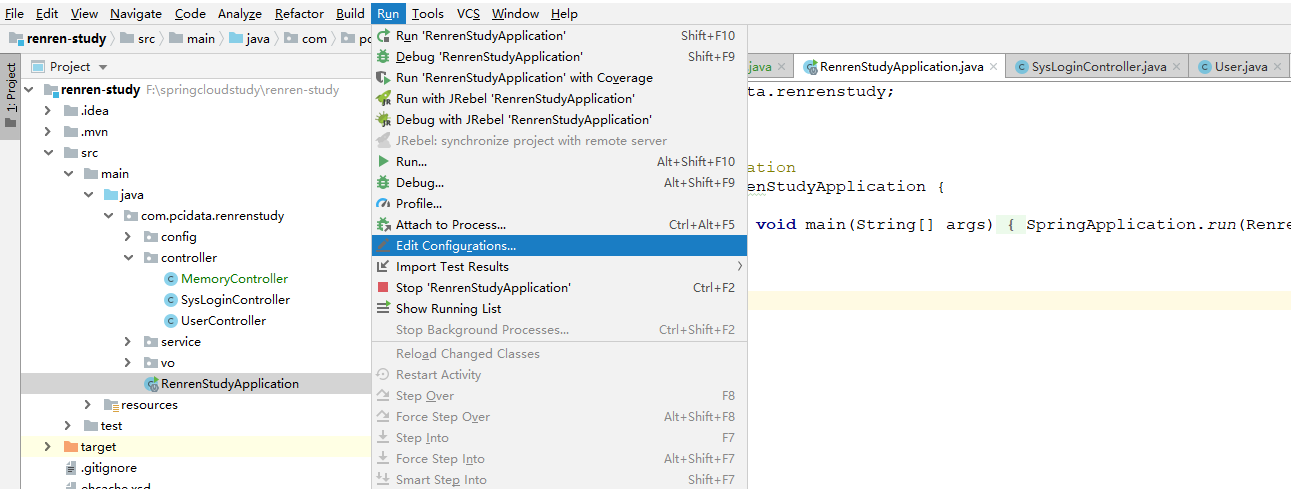 File Edit View Navigate Code Analyze Refactor Build Run Tools VCS Window Help
renren-study src main java com
1: Project
Project
.java RenrenStudyApplication.java SysLoginController.java User.java
renren-study F:\springcloudstudy\renren-study
.idea
.mvn
src
main
java
com.pcidata.renrenstudy
config
controller
MemoryController
SysLoginController
UserController
service
vo
RenrenStudyApplication
resources
test
target
.gitignore
ehcache.xsd
Run 'RenrenStudyApplication' Shift+F10
Debug 'RenrenStudyApplication' Shift+F9
Run 'RenrenStudyApplication' with Coverage
Run with JRebel 'RenrenStudyApplication'
Debug with JRebel 'RenrenStudyApplication'
JRebel: synchronize project with remote server
Run... Alt+Shift+F10
Debug... Alt+Shift+F9
Profile...
Attach to Process... Ctrl+Alt+F5
Edit Configurations...
Import Test Results
Stop 'RenrenStudyApplication' Ctrl+F2
Show Running List
Stop Background Processes... Ctrl+Shift+F2
Reload Changed Classes
Restart Activity
Step Over F8
Force Step Over Alt+Shift+F8
Step Into F7
Force Step Into Alt+Shift+F7
Smart Step Into Shift+F7
ta.renrenstudy;
ation
enStudyApplication {
void main(String[] args) { SpringApplication.run(Renre